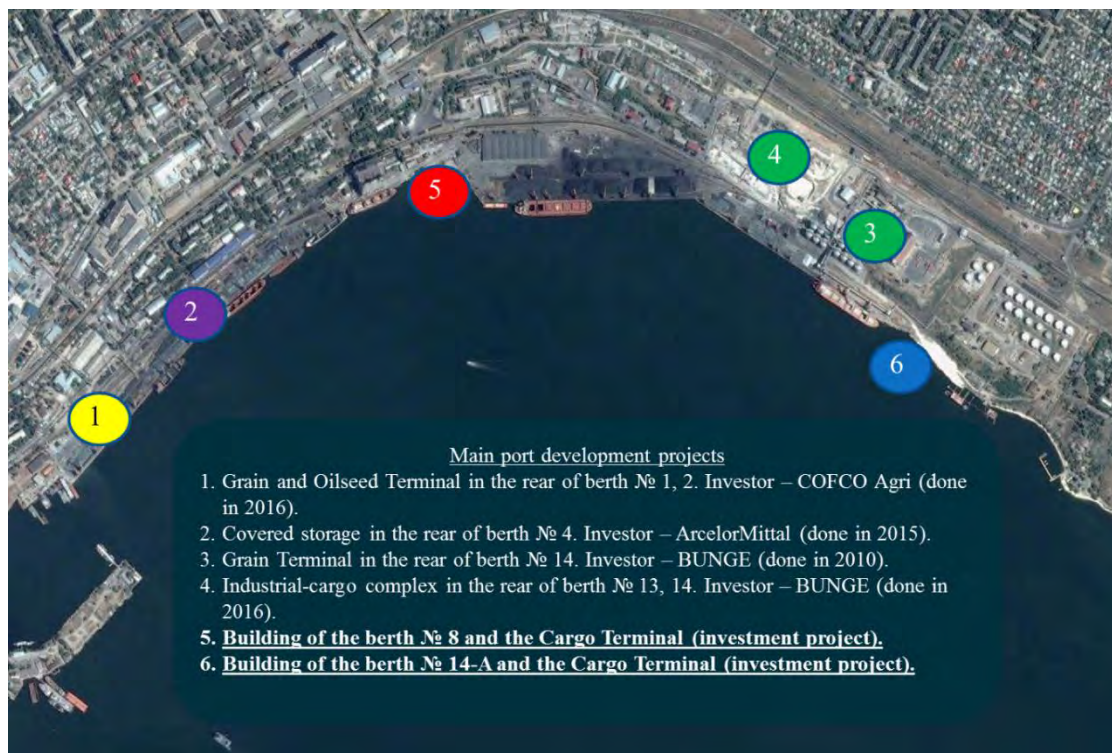 4
5
3
2
6
1
Main port development projects
1. Grain and Oilseed Terminal in the rear of berth № 1, 2. Investor – COFCO Agri (done
in 2016).
2. Covered storage in the rear of berth № 4. Investor – ArcelorMittal (done in 2015).
3. Grain Terminal in the rear of berth № 14. Investor – BUNGE (done in 2010).
4. Industrial-cargo complex in the rear of berth № 13, 14. Investor – BUNGE (done in
2016).
5. Building of the berth № 8 and the Cargo Terminal (investment project).
6. Building of the berth № 14-A and the Cargo Terminal (investment project).